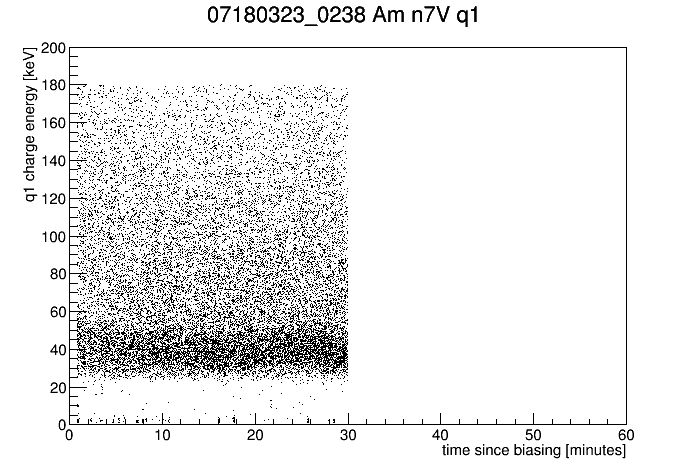 07180323_0238 Am n7V q1
q1 charge energy [keV]
200
180
160
140
120
100
80
60
40
20
0
0 10 20 30 40 50 60
time since biasing [minutes]